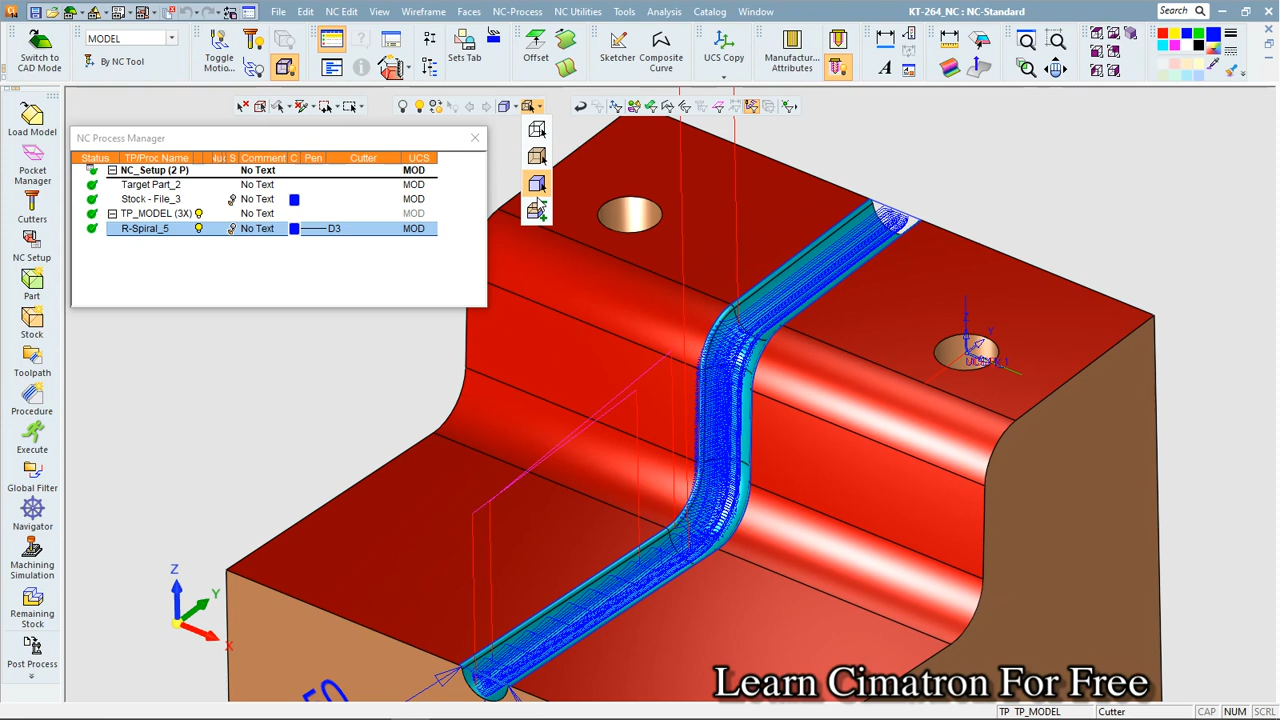 File Edit View Wireframe Faces NC-Process NC Utilities Tools Analysis Catalog Window KT-264_NC : NC-Standard Search
Switch to CAD Mode
MODEL
By NC Tool
Toggle Motio...
Sets Tab
Offset
Sketcher
Composite Curve
UCS Copy
Manufactur... Attributes
Load Model
Pocket Manager
Cutters
NC Setup
Part
Stock
Toolpath
Procedure
Execute
Global Filter
Navigator
Machining Simulation
Remaining Stock
Post Process
NC Process Manager
Status TP/Proc Name S Comment C Pen Cutter UCS
NC_Setup (2 P) No Text MOD
Target Part_2 No Text MOD
Stock - File_3 No Text MOD
TP_MODEL (3X) No Text MOD
R-Spiral_5 No Text D3 MOD
Z
Y
Z
Y
X
50
Learn Cimatron For Free
TP TP_MODEL Cutter CAP NUM SCRL